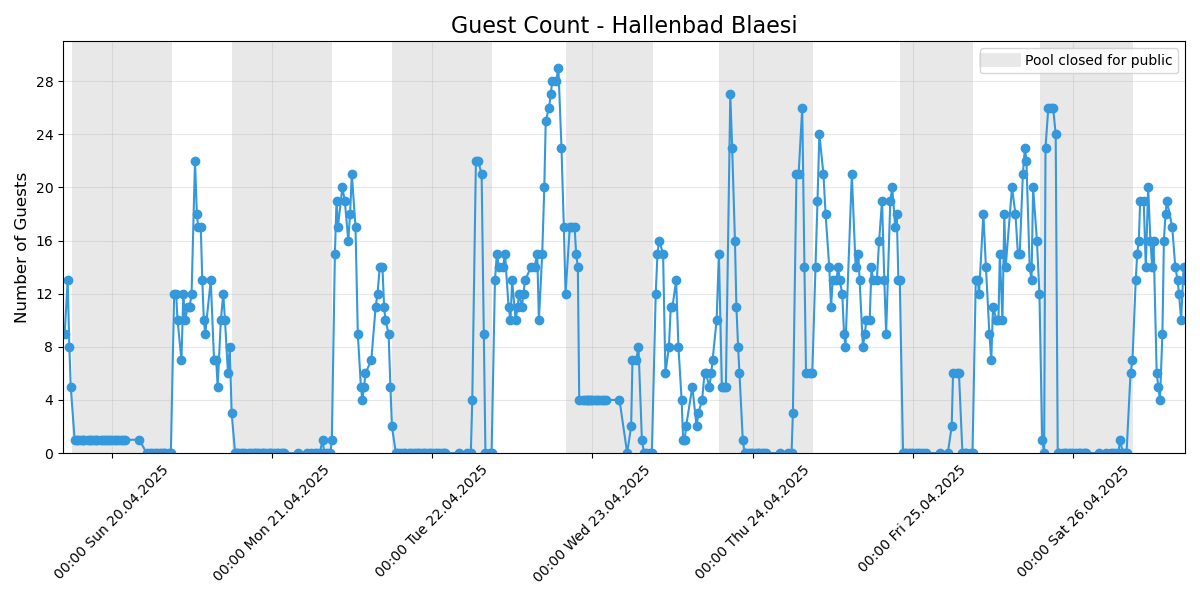 Guest Count - Hallenbad Blaesi
Pool closed for public
Number of Guests
28
24
20
16
12
8
4
0
00:00 Sun 20.04.2025
00:00 Mon 21.04.2025
00:00 Tue 22.04.2025
00:00 Wed 23.04.2025
00:00 Thu 24.04.2025
00:00 Fri 25.04.2025
00:00 Sat 26.04.2025